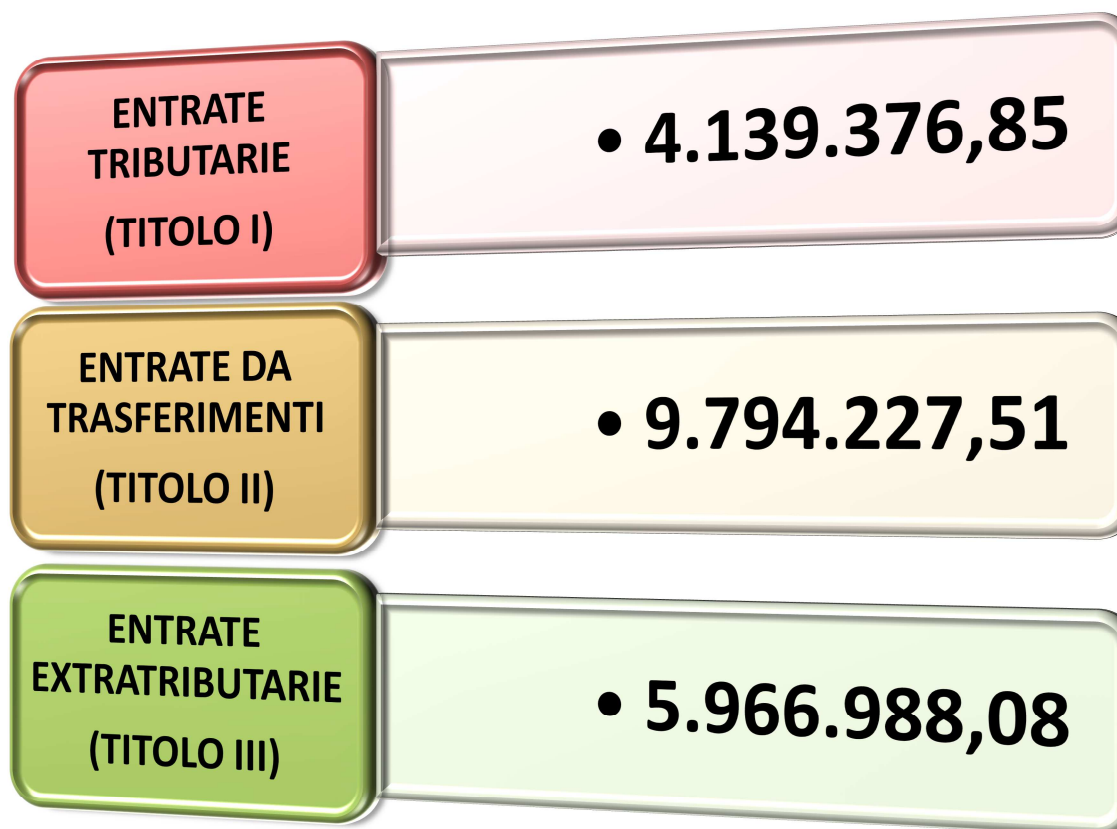 ENTRATE
TRIBUTARIE
(TITOLO I)
• 4.139.376,85
ENTRATE DA
TRASFERIMENTI
(TITOLO II)
• 9.794.227,51
ENTRATE
EXTRATRIBUTARIE
(TITOLO III)
• 5.966.988,08